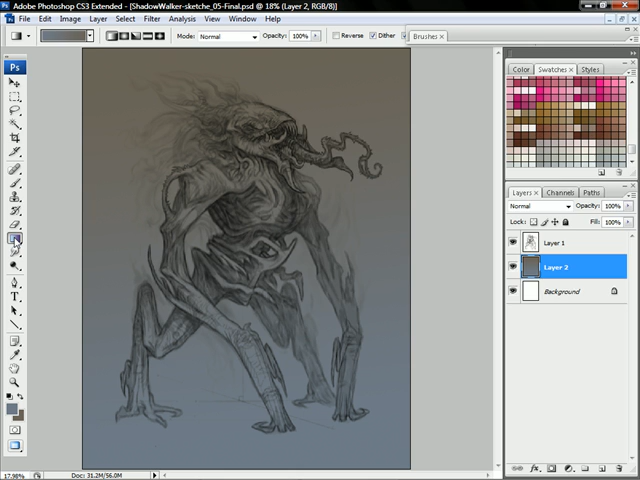 Adobe Photoshop CS3 Extended - [ShadowWalker-sketche_05-Final.psd @ 18% (Layer 2, RGB/8)]
File Edit Image Layer Select Filter Analysis View Window Help
Mode: Normal Opacity: 100% Reverse Dither Brushes ×
Ps
Color Swatches × Styles
Layers × Channels Paths
Normal Opacity: 100%
Lock: Fill: 100%
Layer 1
Layer 2
Background
T
17.98% Doc: 31.2M/56.0M
fx